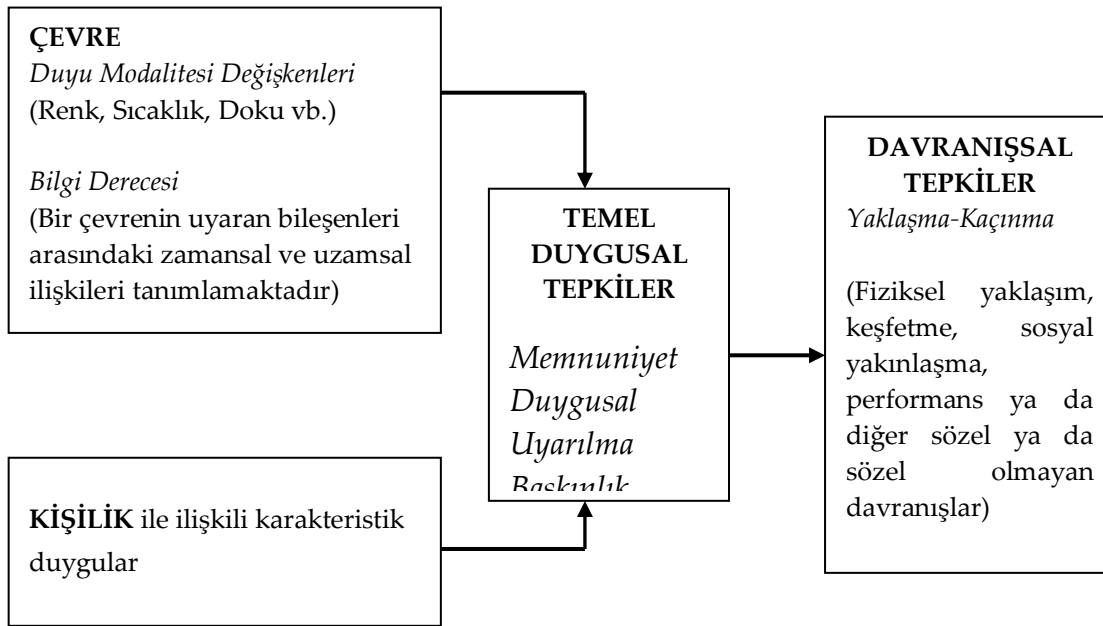 ÇEVRE
Duyu Modalitesi Değişkenleri
(Renk, Sıcaklık, Doku vb.)
Bilgi Derecesi
(Bir çevrenin uyaran bileşenleri
arasındaki zamansal ve uzamsal
ilişkileri tanımlamaktadır)
KİŞİLİK ile ilişkili karakteristik
duygular
TEMEL
DUYGUSAL
TEPKİLER
Memnuniyet
Duygusal
Uyarılma
Baskınlık
DAVRANIŞSAL
TEPKİLER
Yaklaşma-Kaçınma
(Fiziksel yaklaşım,
keşfetme, sosyal
yakınlaşma,
performans ya da
diğer sözel ya da
sözel olmayan
davranışlar)